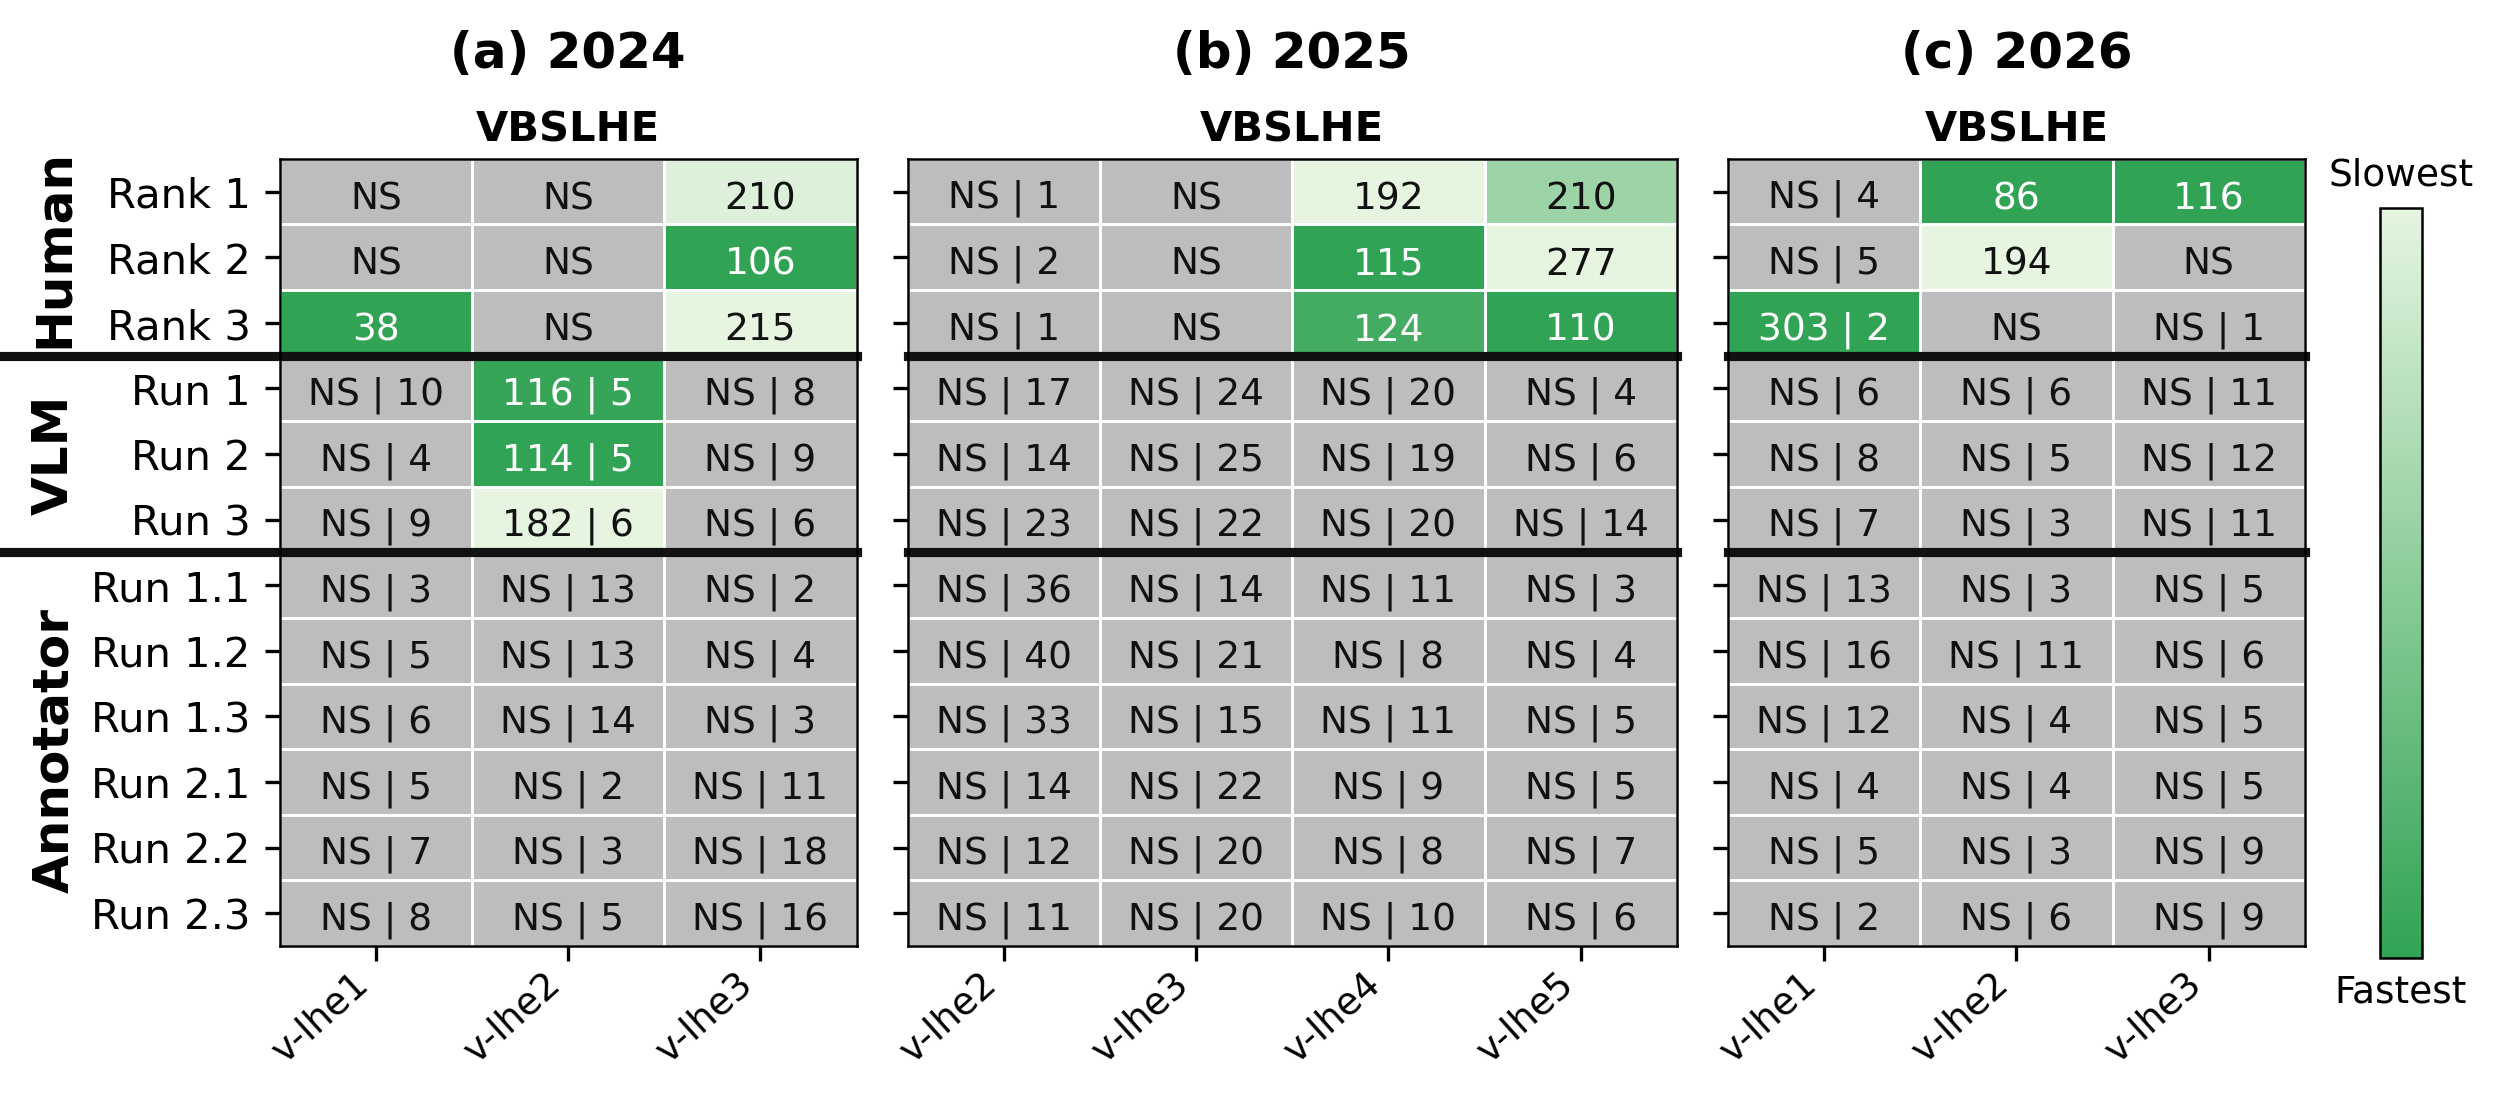 (a) 2024 (b) 2025 (c) 2026
VBSLHE VBSLHE VBSLHE
Human
Rank 1 NS NS 210 NS | 1 NS 192 210 NS | 4 86 116
Rank 2 NS NS 106 NS | 2 NS 115 277 NS | 5 194 NS
Rank 3 38 NS 215 NS | 1 NS 124 110 303 | 2 NS NS | 1
VLM
Run 1 NS | 10 116 | 5 NS | 8 NS | 17 NS | 24 NS | 20 NS | 4 NS | 6 NS | 6 NS | 11
Run 2 NS | 4 114 | 5 NS | 9 NS | 14 NS | 25 NS | 19 NS | 6 NS | 8 NS | 5 NS | 12
Run 3 NS | 9 182 | 6 NS | 6 NS | 23 NS | 22 NS | 20 NS | 14 NS | 7 NS | 3 NS | 11
Annotator
Run 1.1 NS | 3 NS | 13 NS | 2 NS | 36 NS | 14 NS | 11 NS | 3 NS | 13 NS | 3 NS | 5
Run 1.2 NS | 5 NS | 13 NS | 4 NS | 40 NS | 21 NS | 8 NS | 4 NS | 16 NS | 11 NS | 6
Run 1.3 NS | 6 NS | 14 NS | 3 NS | 33 NS | 15 NS | 11 NS | 5 NS | 12 NS | 4 NS | 5
Run 2.1 NS | 5 NS | 2 NS | 11 NS | 14 NS | 22 NS | 9 NS | 5 NS | 4 NS | 4 NS | 5
Run 2.2 NS | 7 NS | 3 NS | 18 NS | 12 NS | 20 NS | 8 NS | 7 NS | 5 NS | 3 NS | 9
Run 2.3 NS | 8 NS | 5 NS | 16 NS | 11 NS | 20 NS | 10 NS | 6 NS | 2 NS | 6 NS | 9
v-lhe1 v-lhe2 v-lhe3 v-lhe2 v-lhe3 v-lhe4 v-lhe5 v-lhe1 v-lhe2 v-lhe3
Slowest
Fastest